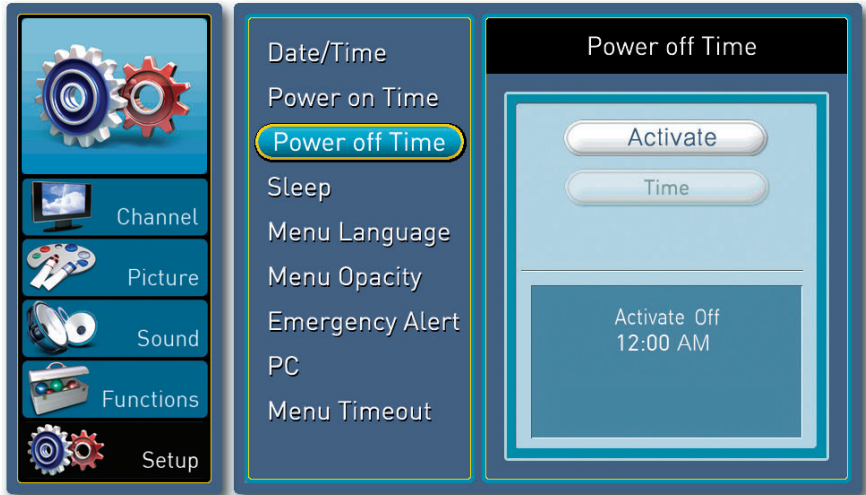 Channel
Picture
Sound
Functions
Setup
Date/Time
Power on Time
Power off Time
Sleep
Menu Language
Menu Opacity
Emergency Alert
PC
Menu Timeout
Power off Time
Activate
Time
Activate Off
12:00 AM